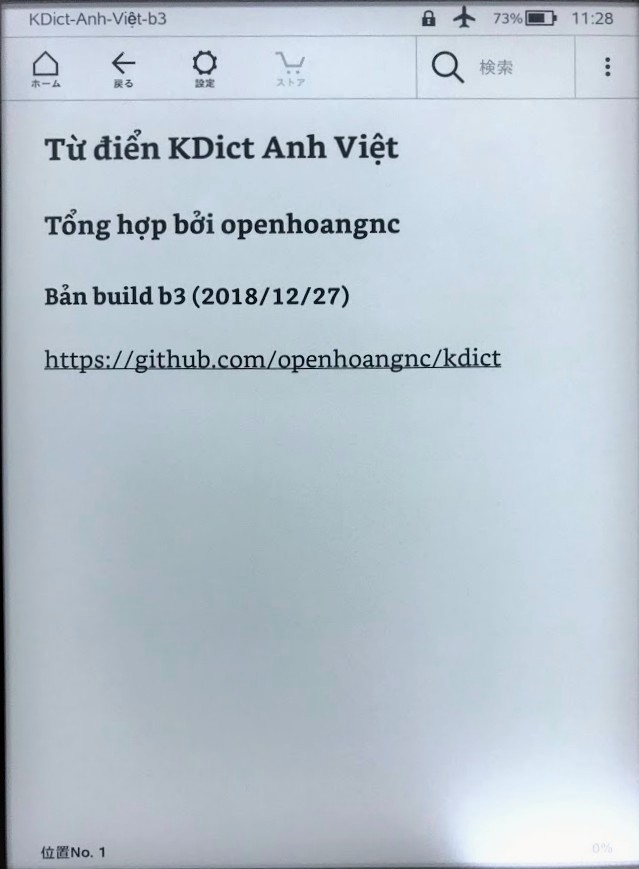 KDict-Anh-Việt-b3 73% 11:28
ホーム 戻る 設定 ストア 検索
Từ điển KDict Anh Việt
Tổng hợp bởi openhoangnc
Bản build b3 (2018/12/27)
https://github.com/openhoangnc/kdict
位置No. 1 0%